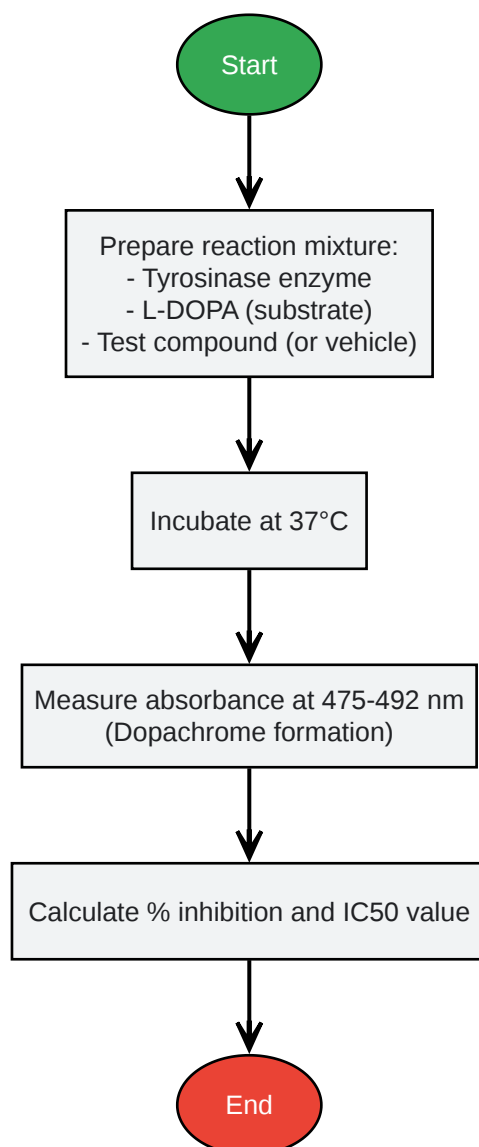 Start
Prepare reaction mixture:
- Tyrosinase enzyme
- L-DOPA (substrate)
- Test compound (or vehicle)
Incubate at 37°C
Measure absorbance at 475-492 nm
(Dopachrome formation)
Calculate % inhibition and IC50 value
End